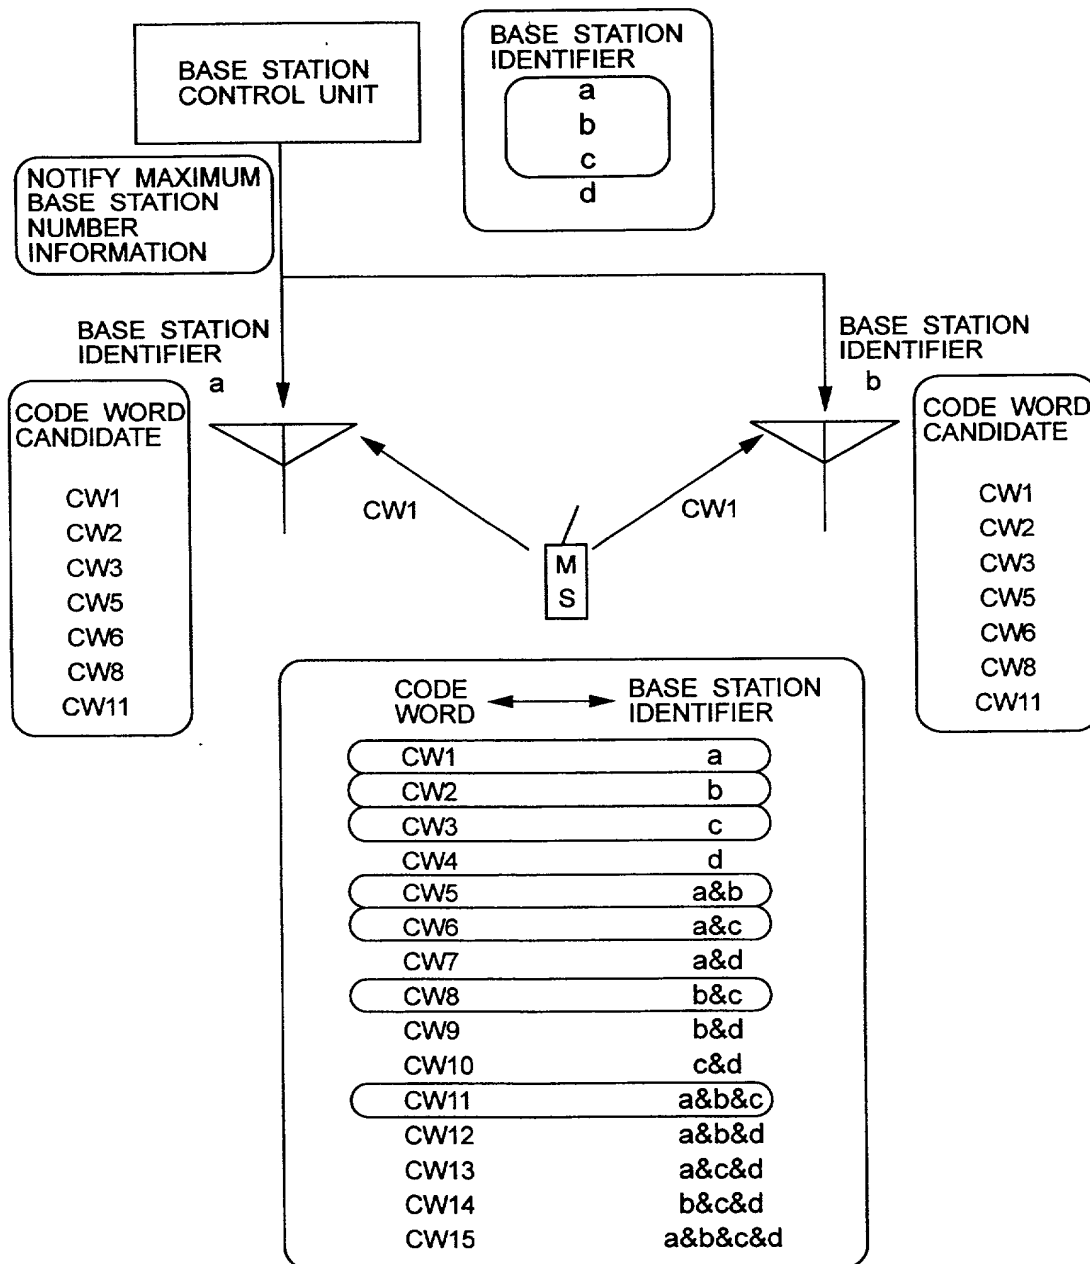 BASE STATION
CONTROL UNIT
BASE STATION
IDENTIFIER
a
b
c
d
NOTIFY MAXIMUM
BASE STATION
NUMBER
INFORMATION
BASE STATION
IDENTIFIER
a
BASE STATION
IDENTIFIER
b
CODE WORD
CANDIDATE
CW1
CW2
CW3
CW5
CW6
CW8
CW11
CW1
CW1
M
S
CODE WORD
CANDIDATE
CW1
CW2
CW3
CW5
CW6
CW8
CW11
CODE
WORD
BASE STATION
IDENTIFIER
CW1 a
CW2 b
CW3 c
CW4 d
CW5 a&b
CW6 a&c
CW7 a&d
CW8 b&c
CW9 b&d
CW10 c&d
CW11 a&b&c
CW12 a&b&d
CW13 a&c&d
CW14 b&c&d
CW15 a&b&c&d